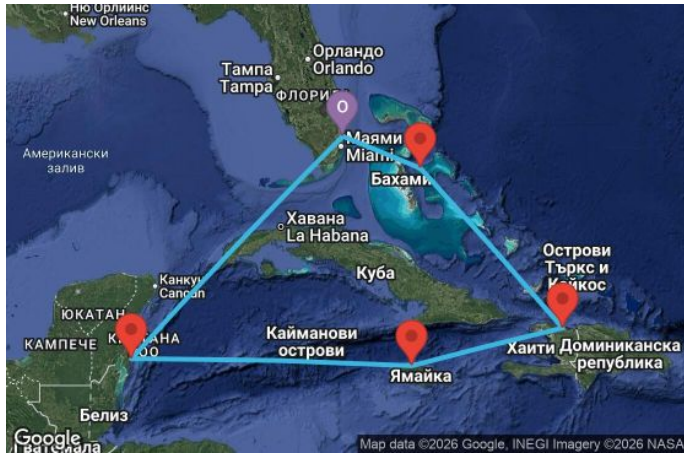 Ню Орлийнс
New Orleans
Орландо
Orlando
Тампа
Tampa
ФЛОРИ
O
Маями
Miami
Американски
залив
Бахами
Хавана
La Habana
Куба
Острови
Търкс и
Кайкос
Канкун
Cancún
ЮКАТАН
КАМПЕЧЕ
Кайманови
острови
Ямайка
Хаити
Доминиканска
република
Белиз
Google
Map data ©2026 Google, INEGI Imagery ©2026 NASA